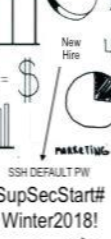 New
Hire
=
$
MARKETING
SSH DEFAULT PW
SupSecStart#
Winter2018!